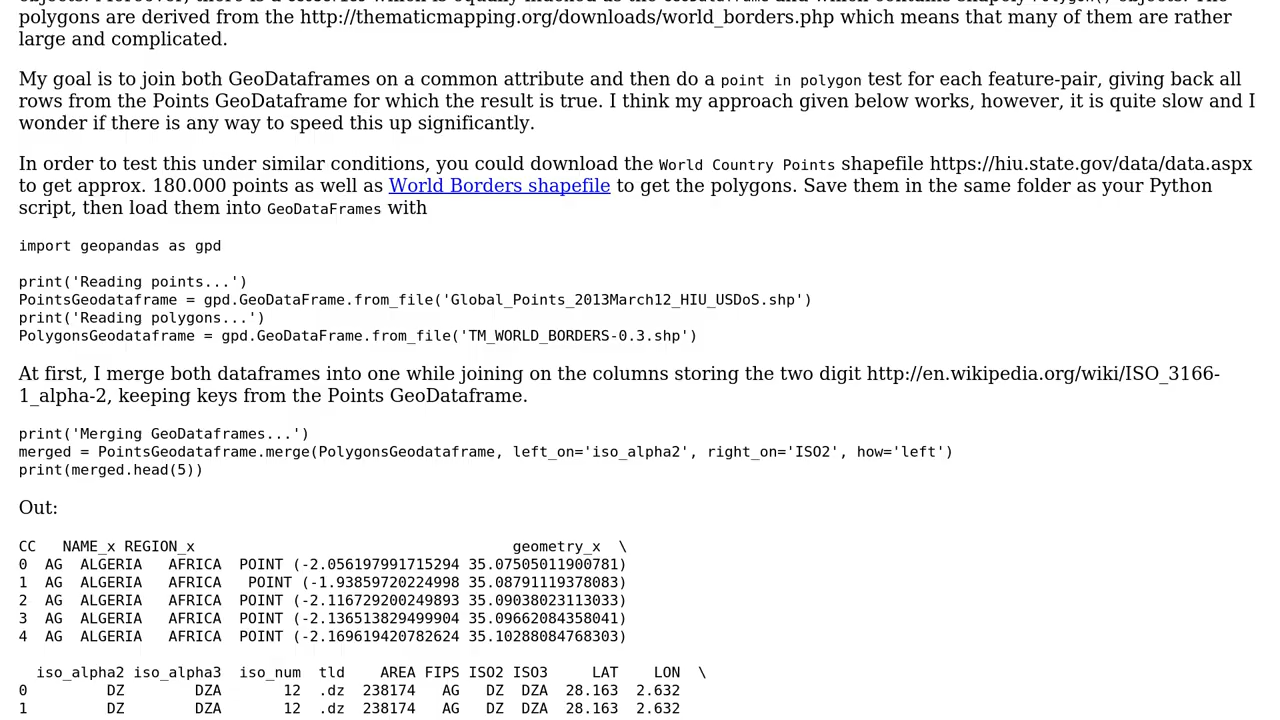 polygons are derived from the http://thematicmapping.org/downloads/world_borders.php which means that many of them are rather
large and complicated.
My goal is to join both GeoDataframes on a common attribute and then do a point in polygon test for each feature-pair, giving back all
rows from the Points GeoDataframe for which the result is true. I think my approach given below works, however, it is quite slow and I
wonder if there is any way to speed this up significantly.
In order to test this under similar conditions, you could download the World Country Points shapefile https://hiu.state.gov/data/data.aspx
to get approx. 180.000 points as well as World Borders shapefile to get the polygons. Save them in the same folder as your Python
script, then load them into GeoDataFrames with
import geopandas as gpd
print('Reading points...')
PointsGeodataframe = gpd.GeoDataFrame.from_file('Global_Points_2013March12_HIU_USDoS.shp')
print('Reading polygons...')
PolygonsGeodataframe = gpd.GeoDataFrame.from_file('TM_WORLD_BORDERS-0.3.shp')
At first, I merge both dataframes into one while joining on the columns storing the two digit http://en.wikipedia.org/wiki/ISO_3166-
1_alpha-2, keeping keys from the Points GeoDataframe.
print('Merging GeoDataframes...')
merged = PointsGeodataframe.merge(PolygonsGeodataframe, left_on='iso_alpha2', right_on='ISO2', how='left')
print(merged.head(5))
Out:
CC   NAME_x REGION_x                                    geometry_x  \
0  AG  ALGERIA   AFRICA  POINT (-2.056197991715294 35.07505011900781)
1  AG  ALGERIA   AFRICA   POINT (-1.93859720224998 35.08791119378083)
2  AG  ALGERIA   AFRICA  POINT (-2.116729200249893 35.09038023113033)
3  AG  ALGERIA   AFRICA  POINT (-2.136513829499904 35.09662084358041)
4  AG  ALGERIA   AFRICA  POINT (-2.169619420782624 35.10288084768303)
  iso_alpha2 iso_alpha3  iso_num  tld    AREA FIPS ISO2 ISO3     LAT    LON  \
0         DZ        DZA       12  .dz  238174   AG   DZ  DZA  28.163  2.632
1         DZ        DZA       12  .dz  238174   AG   DZ  DZA  28.163  2.632